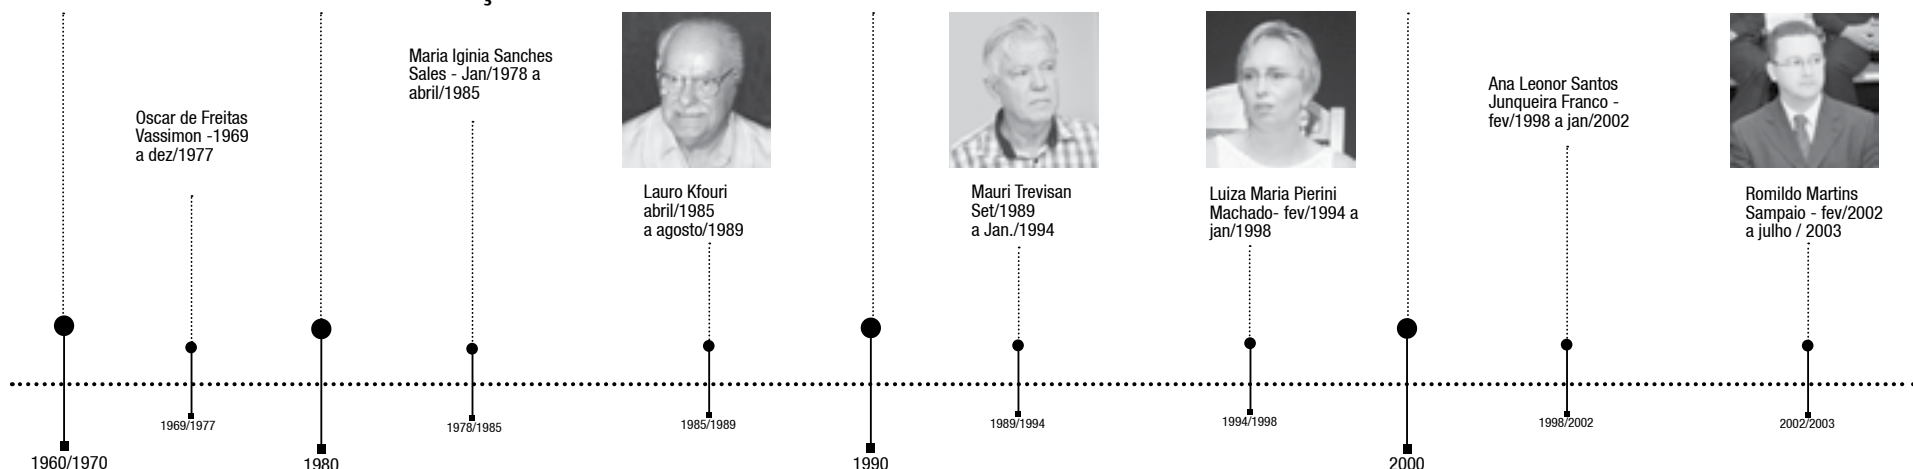 Oscar de Freitas
Vassimon -1969
a dez/1977
Maria Iginia Sanches
Sales - Jan/1978 a
abril/1985
Lauro Kfouri
abril/1985
a agosto/1989
Mauri Trevisan
Set/1989
a Jan./1994
Luiza Maria Pierini
Machado- fev/1994 a
jan/1998
Ana Leonor Santos
Junqueira Franco -
fev/1998 a jan/2002
Romildo Martins
Sampaio - fev/2002
a julho / 2003
1969/1977
1978/1985
1985/1989
1989/1994
1994/1998
1998/2002
2002/2003
1960/1970
1980
1990
2000